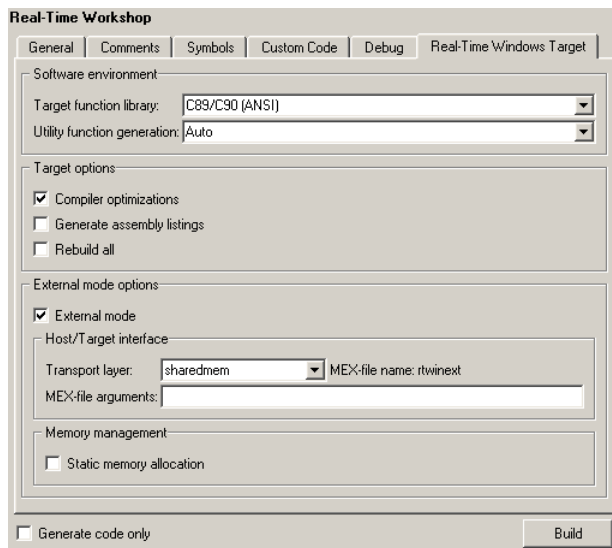 Real-Time Workshop
General Comments Symbols Custom Code Debug Real-Time Windows Target
Software environment
Target function library: C89/C90 (ANSI)
Utility function generation: Auto
Target options
Compiler optimizations
Generate assembly listings
Rebuild all
External mode options
External mode
Host/Target interface
Transport layer: sharedmem MEX-file name: rtwinext
MEX-file arguments:
Memory management
Static memory allocation
Generate code only Build